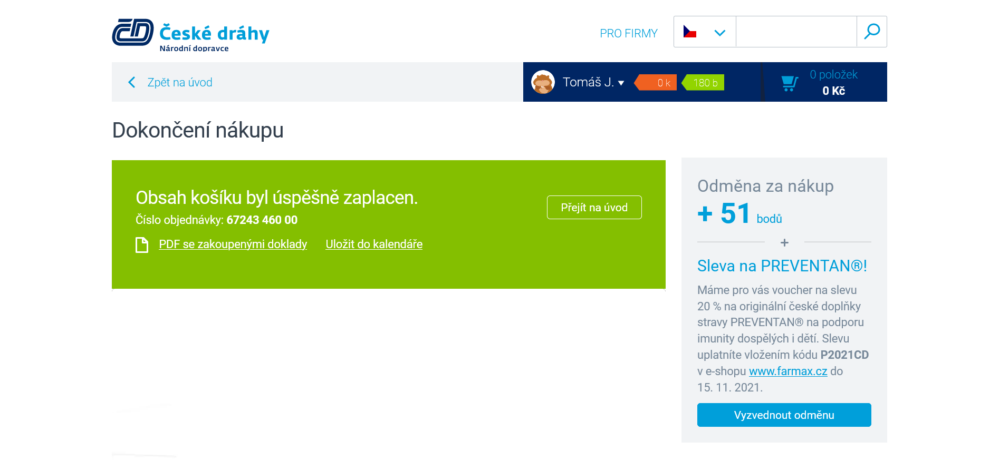 České dráhy
Národní dopravce
PRO FIRMY
Zpět na úvod
Tomáš J.
0 k
180 b
0 položek
0 Kč
Dokončení nákupu
Obsah košíku byl úspěšně zaplacen.
Číslo objednávky: 67243 460 00
PDF se zakoupenými doklady
Uložit do kalendáře
Přejít na úvod
Odměna za nákup
+ 51 bodů
+
Sleva na PREVENTAN®!
Máme pro vás voucher na slevu
20 % na originální české doplňky
stravy PREVENTAN® na podporu
imunity dospělých i dětí. Slevu
uplatníte vložením kódu P2021CD
v e-shopu www.farmax.cz do
15. 11. 2021.
Vyzvednout odměnu